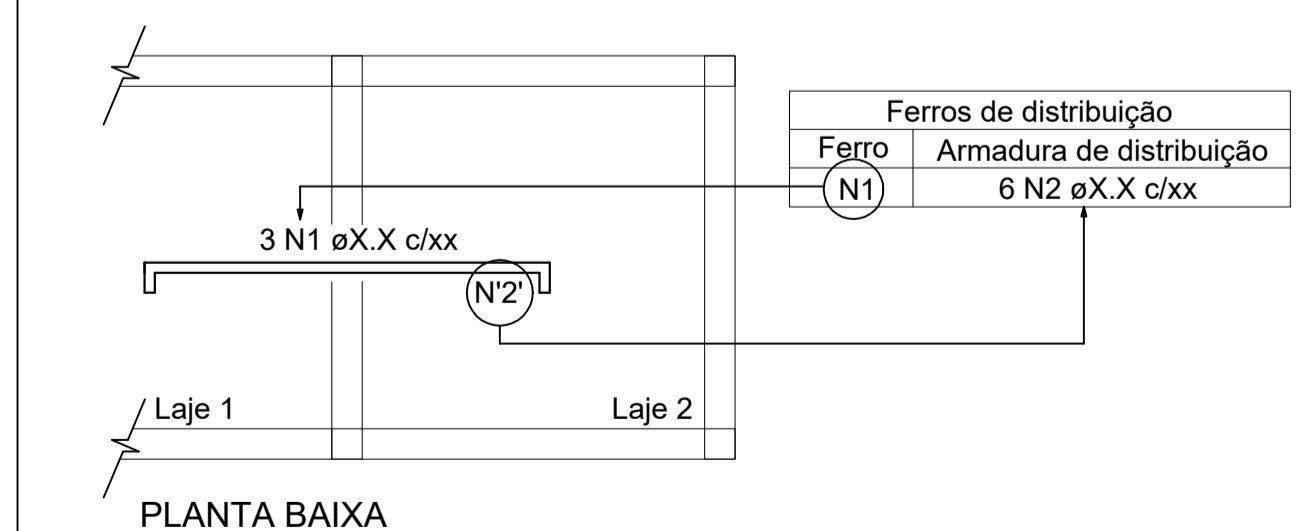 Ferros de distribuição
Ferro Armadura de distribuição
N1 6 N2 øX.X c/xx
3 N1 øX.X c/xx
N'2'
Laje 1 Laje 2
PLANTA BAIXA